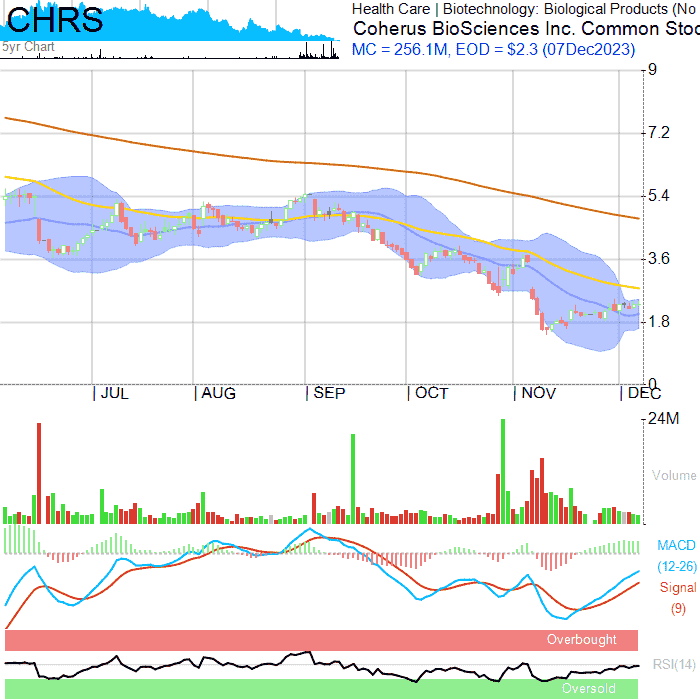 CHRS
5yr Chart
Health Care | Biotechnology: Biological Products (No
Coherus BioSciences Inc. Common Stoc
MC = 256.1M, EOD = $2.3 (07Dec2023)
9
7.2
5.4
3.6
1.8
0
JUL
AUG
SEP
OCT
NOV
DEC
24M
Volume
MACD
(12-26)
Signal
(9)
Overbought
RSI(14)
Oversold